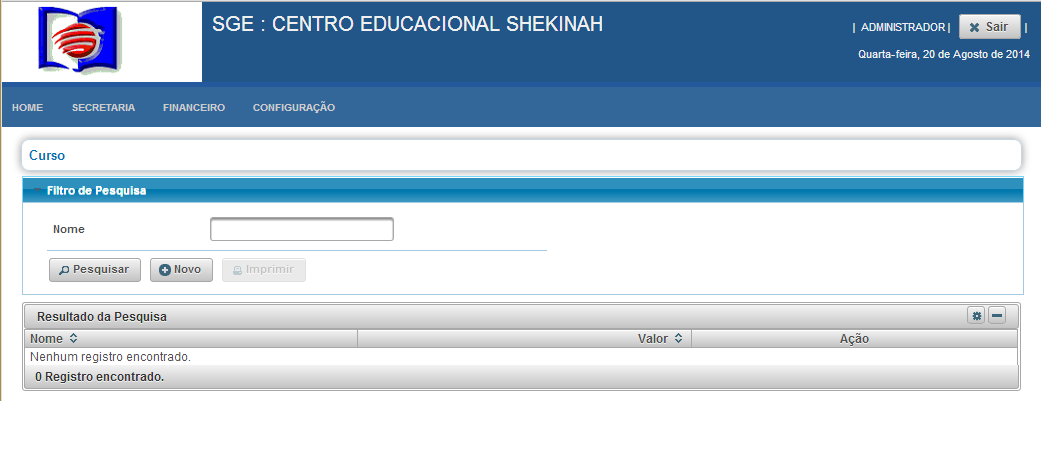 SGE : CENTRO EDUCACIONAL SHEKINAH
| ADMINISTRADOR | Sair |
Quarta-feira, 20 de Agosto de 2014
HOME SECRETARIA FINANCEIRO CONFIGURAÇÃO
Curso
Filtro de Pesquisa
Nome
Pesquisar Novo Imprimir
Resultado da Pesquisa
Nome Valor Ação
Nenhum registro encontrado.
0 Registro encontrado.